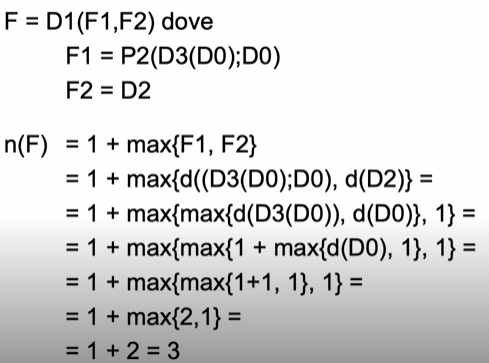 F = D1(F1,F2) dove
F1 = P2(D3(D0);D0)
F2 = D2
n(F) = 1 + max{F1, F2}
= 1 + max{d((D3(D0);D0), d(D2)} =
= 1 + max{max{d(D3(D0)), d(D0)}, 1} =
= 1 + max{max{1 + max{d(D0), 1}, 1} =
= 1 + max{max{1+1, 1}, 1} =
= 1 + max{2,1} =
= 1 + 2 = 3